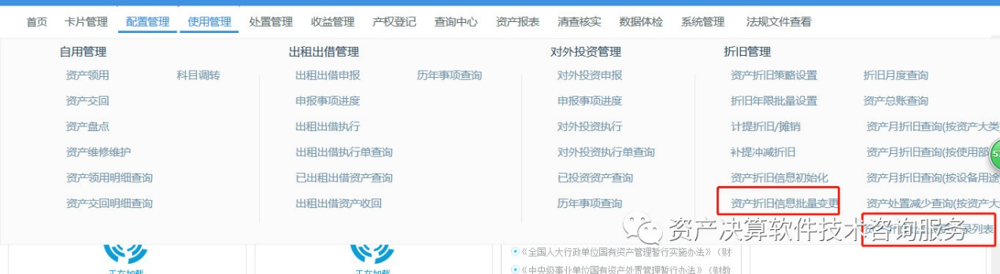 首页 卡片管理 配置管理 使用管理 处置管理 收益管理 产权登记 查询中心 资产报表 清查核实 数据体检 系统管理 法规文件查看
自用管理 出租出借管理 对外投资管理 折旧管理
资产领用 科目调转 出租出借申报 历年事项查询 对外投资申报 资产折旧策略设置 折旧月度查询
资产交回 申报事项进度 申报事项进度 折旧年限批量设置 资产总账查询
资产盘点 出租出借执行 对外投资执行 计提折旧/摊销 资产月折旧查询(按资产大类
资产维修维护 出租出借执行单查询 对外投资执行单查询 补提冲减折旧 资产月折旧查询(按使用部
57
资产领用明细查询 已出租出借资产查询 已投资资产查询 资产折旧信息初始化 资产月折旧查询(按设备用途
资产交回明细查询 出租出借资产收回 历年事项查询 资产折旧信息批量变更 资产处置减少查询(按资产大
资产决算软件技术咨询服务
录列表
正在加载 正在加载 《全国人大行政单位国有资产管理暂行实施办法》（财
《中央级事业单位国有资产处置管理暂行办法》（财教